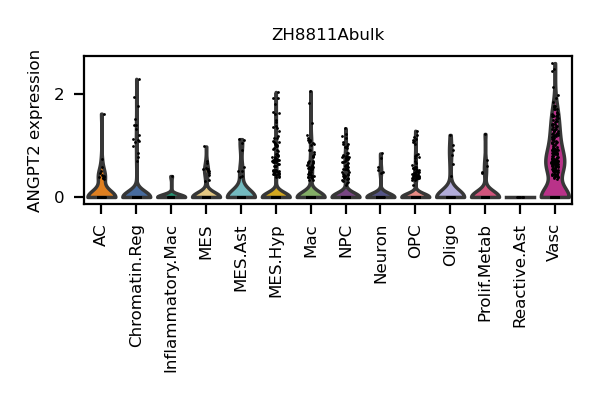 ZH8811Abulk
ANGPT2 expression
2
0
AC
Chromatin.Reg
Inflammatory.Mac
MES
MES.Ast
MES.Hyp
Mac
NPC
Neuron
OPC
Oligo
Prolif.Metab
Reactive.Ast
Vasc